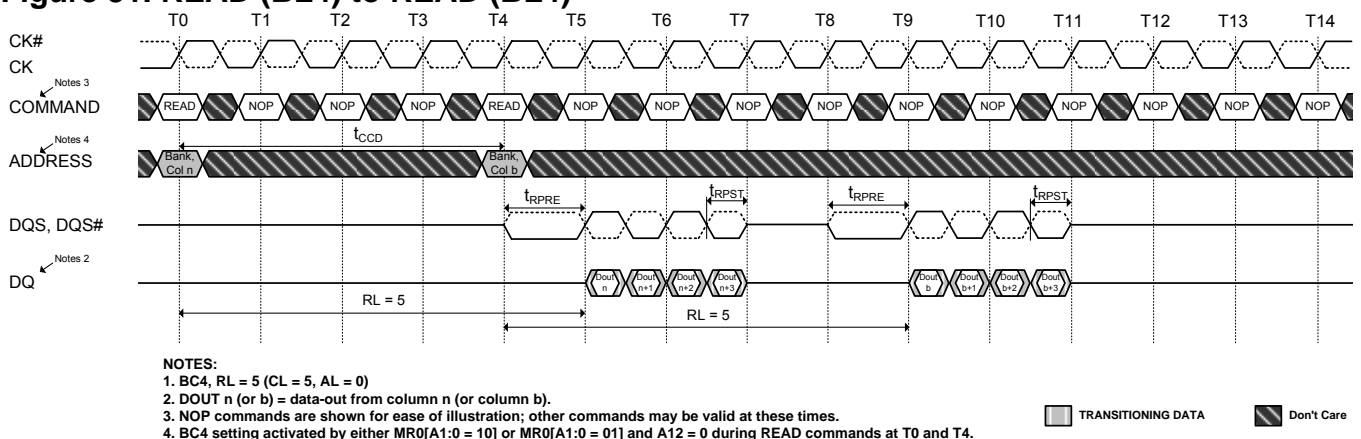 T0 T1 T2 T3 T4 T5 T6 T7 T8 T9 T10 T11 T12 T13 T14
CK#
CK
Notes 3
COMMAND READ NOP NOP NOP READ NOP NOP NOP NOP NOP NOP NOP NOP NOP NOP
tCCD
Notes 4
ADDRESS Bank, Col n Bank, Col b
tRPRE tRPST tRPRE tRPST
DQS, DQS#
Notes 2
DQ Dout n Dout n+1 Dout n+2 Dout n+3 Dout b Dout b+1 Dout b+2 Dout b+3
RL = 5
RL = 5
NOTES:
1. BC4, RL = 5 (CL = 5, AL = 0)
2. DOUT n (or b) = data-out from column n (or column b).
3. NOP commands are shown for ease of illustration; other commands may be valid at these times.
4. BC4 setting activated by either MR0[A1:0 = 10] or MR0[A1:0 = 01] and A12 = 0 during READ commands at T0 and T4.
TRANSITIONING DATA Don't Care